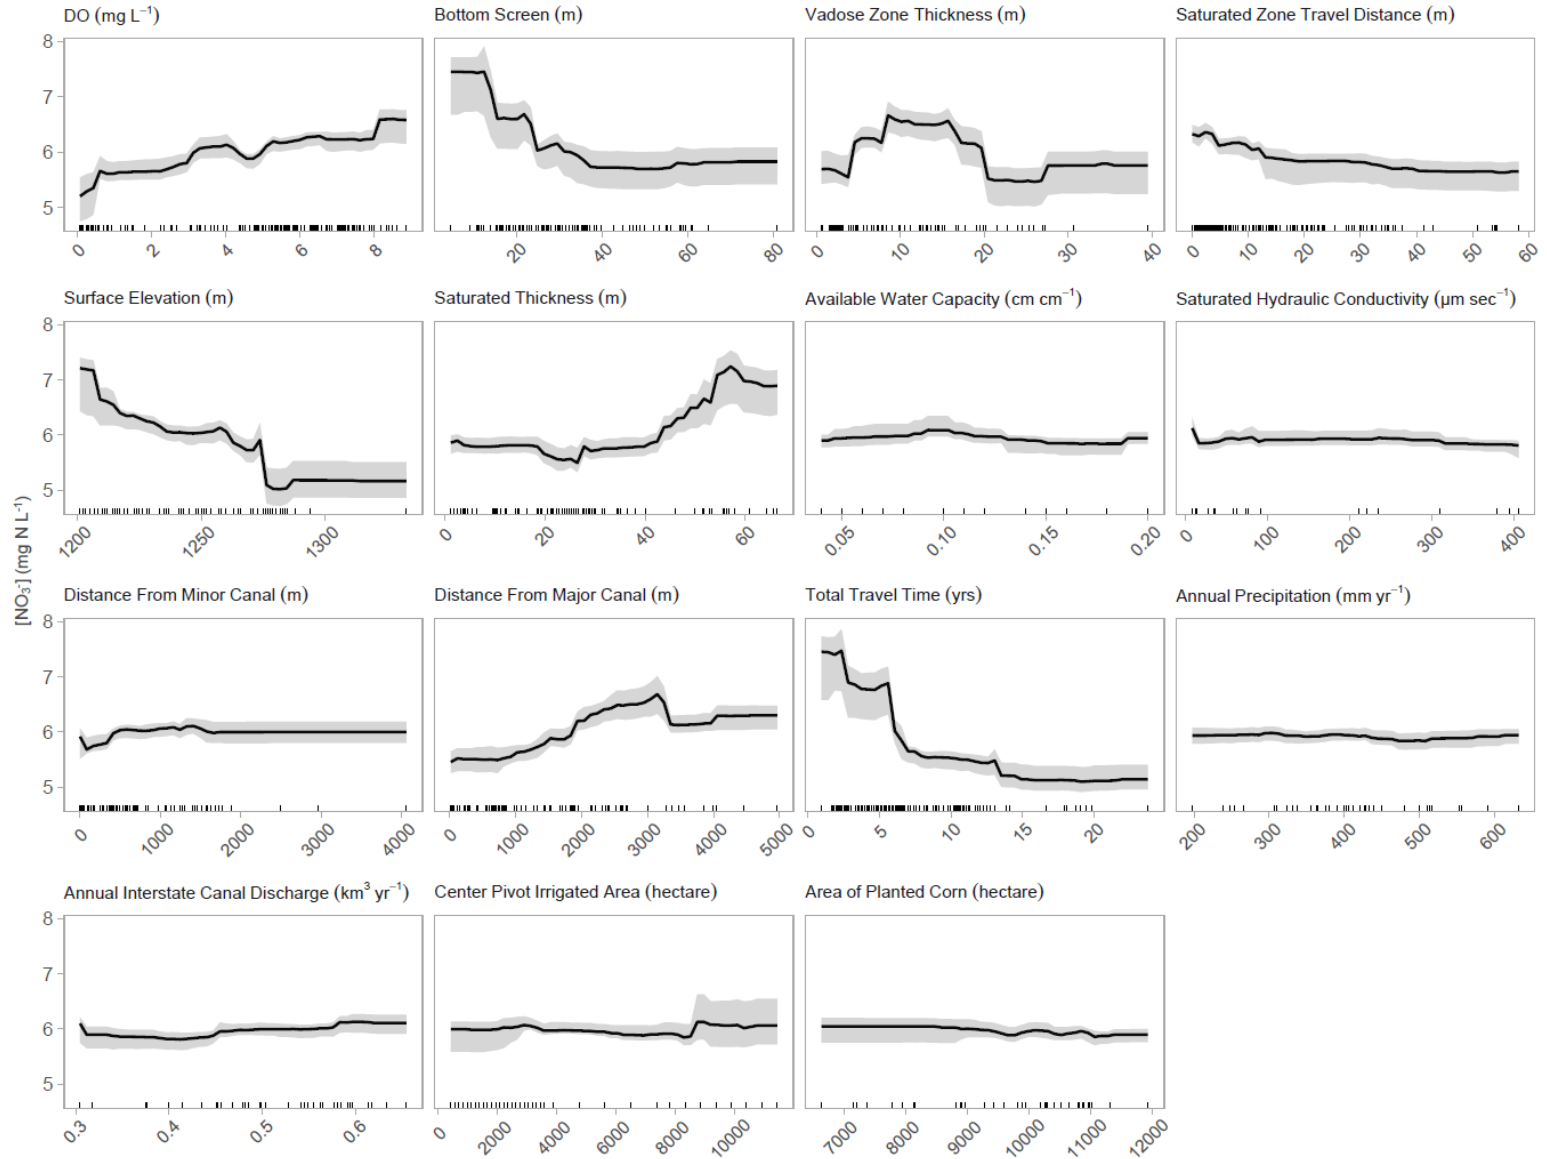 DO (mg L⁻¹) Bottom Screen (m) Vadose Zone Thickness (m) Saturated Zone Travel Distance (m)
8
7
6
5
0 2 4 6 8 20 40 60 80 0 10 20 30 40 0 10 20 30 40 50 60
Surface Elevation (m) Saturated Thickness (m) Available Water Capacity (cm cm⁻¹) Saturated Hydraulic Conductivity (µm sec⁻¹)
8
7
6
5
1200 1250 1300 0 20 40 60 0.05 0.10 0.15 0.20 0 100 200 300 400
[NO₃⁻] (mg N L⁻¹)
Distance From Minor Canal (m) Distance From Major Canal (m) Total Travel Time (yrs) Annual Precipitation (mm yr⁻¹)
8
7
6
5
0 1000 2000 3000 4000 0 1000 2000 3000 4000 5000 0 5 10 15 20 200 300 400 500 600
Annual Interstate Canal Discharge (km³ yr⁻¹) Center Pivot Irrigated Area (hectare) Area of Planted Corn (hectare)
8
7
6
5
0.3 0.4 0.5 0.6 0 2000 4000 6000 8000 10000 7000 8000 9000 10000 11000 12000